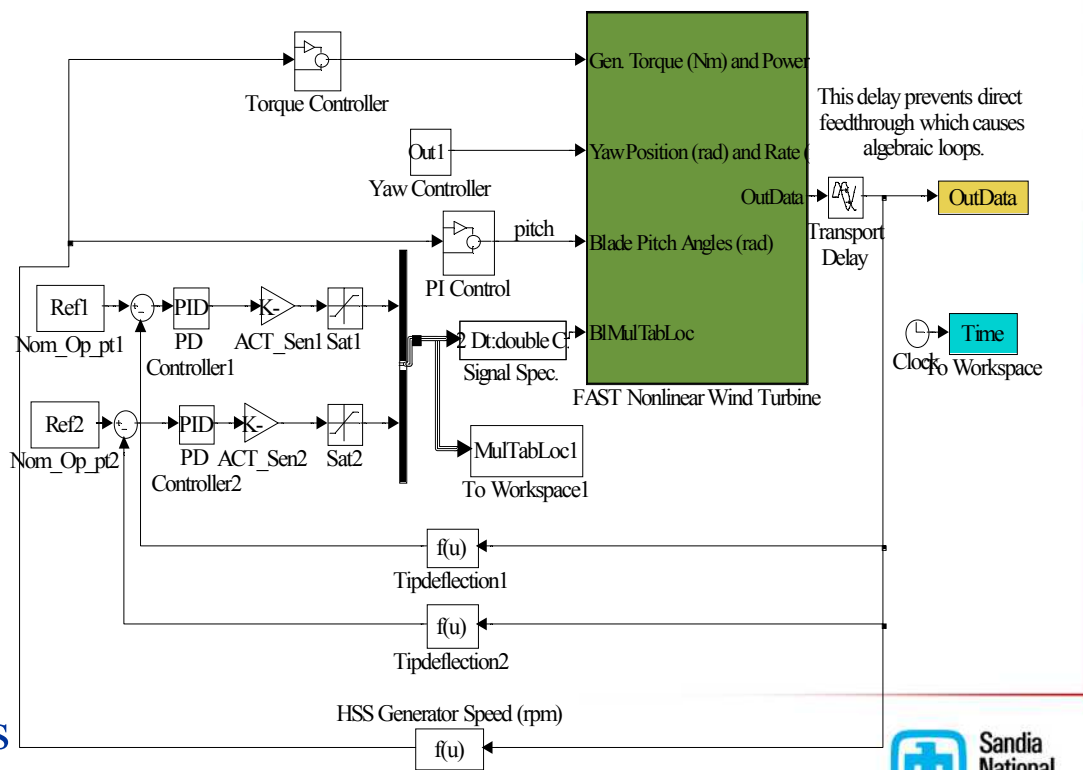 Gen. Torque (Nm) and Power
Torque Controller
This delay prevents direct
feedthrough which causes
algebraic loops.
Out1
Yaw Position (rad) and Rate (
Yaw Controller
OutData
OutData
Transport
Delay
pitch
Blade Pitch Angles (rad)
PI Control
Ref1
+
-
PID
K-
Nom_Op_pt1
PD
Controller1
ACT_Sen1
Sat1
2 Dt:double C:
BlMulTabLoc
Signal Spec.
FAST Nonlinear Wind Turbine
Time
Clock
To Workspace
Ref2
+
-
PID
K-
Nom_Op_pt2
PD
Controller2
ACT_Sen2
Sat2
MulTabLoc1
To Workspace1
f(u)
Tipdeflection1
f(u)
Tipdeflection2
HSS Generator Speed (rpm)
f(u)
s
Sandia
National